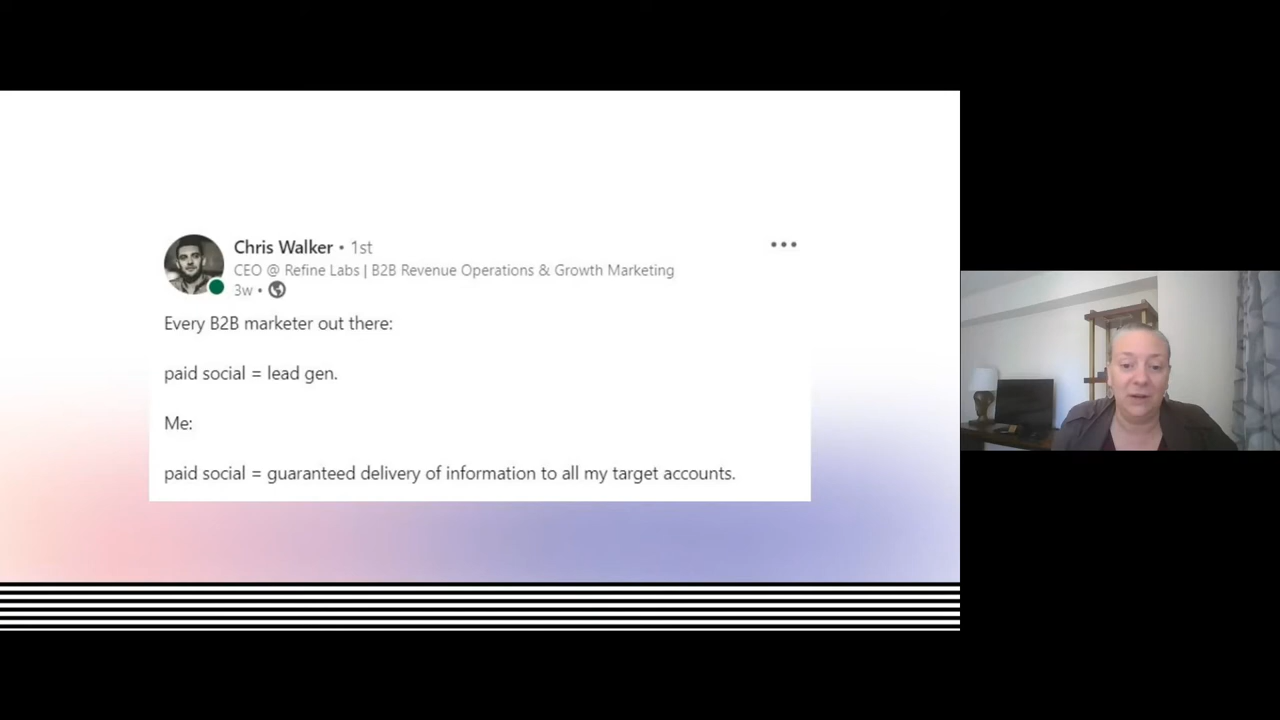 Chris Walker • 1st
CEO @ Refine Labs | B2B Revenue Operations & Growth Marketing
3w •
Every B2B marketer out there:
paid social = lead gen.
Me:
paid social = guaranteed delivery of information to all my target accounts.